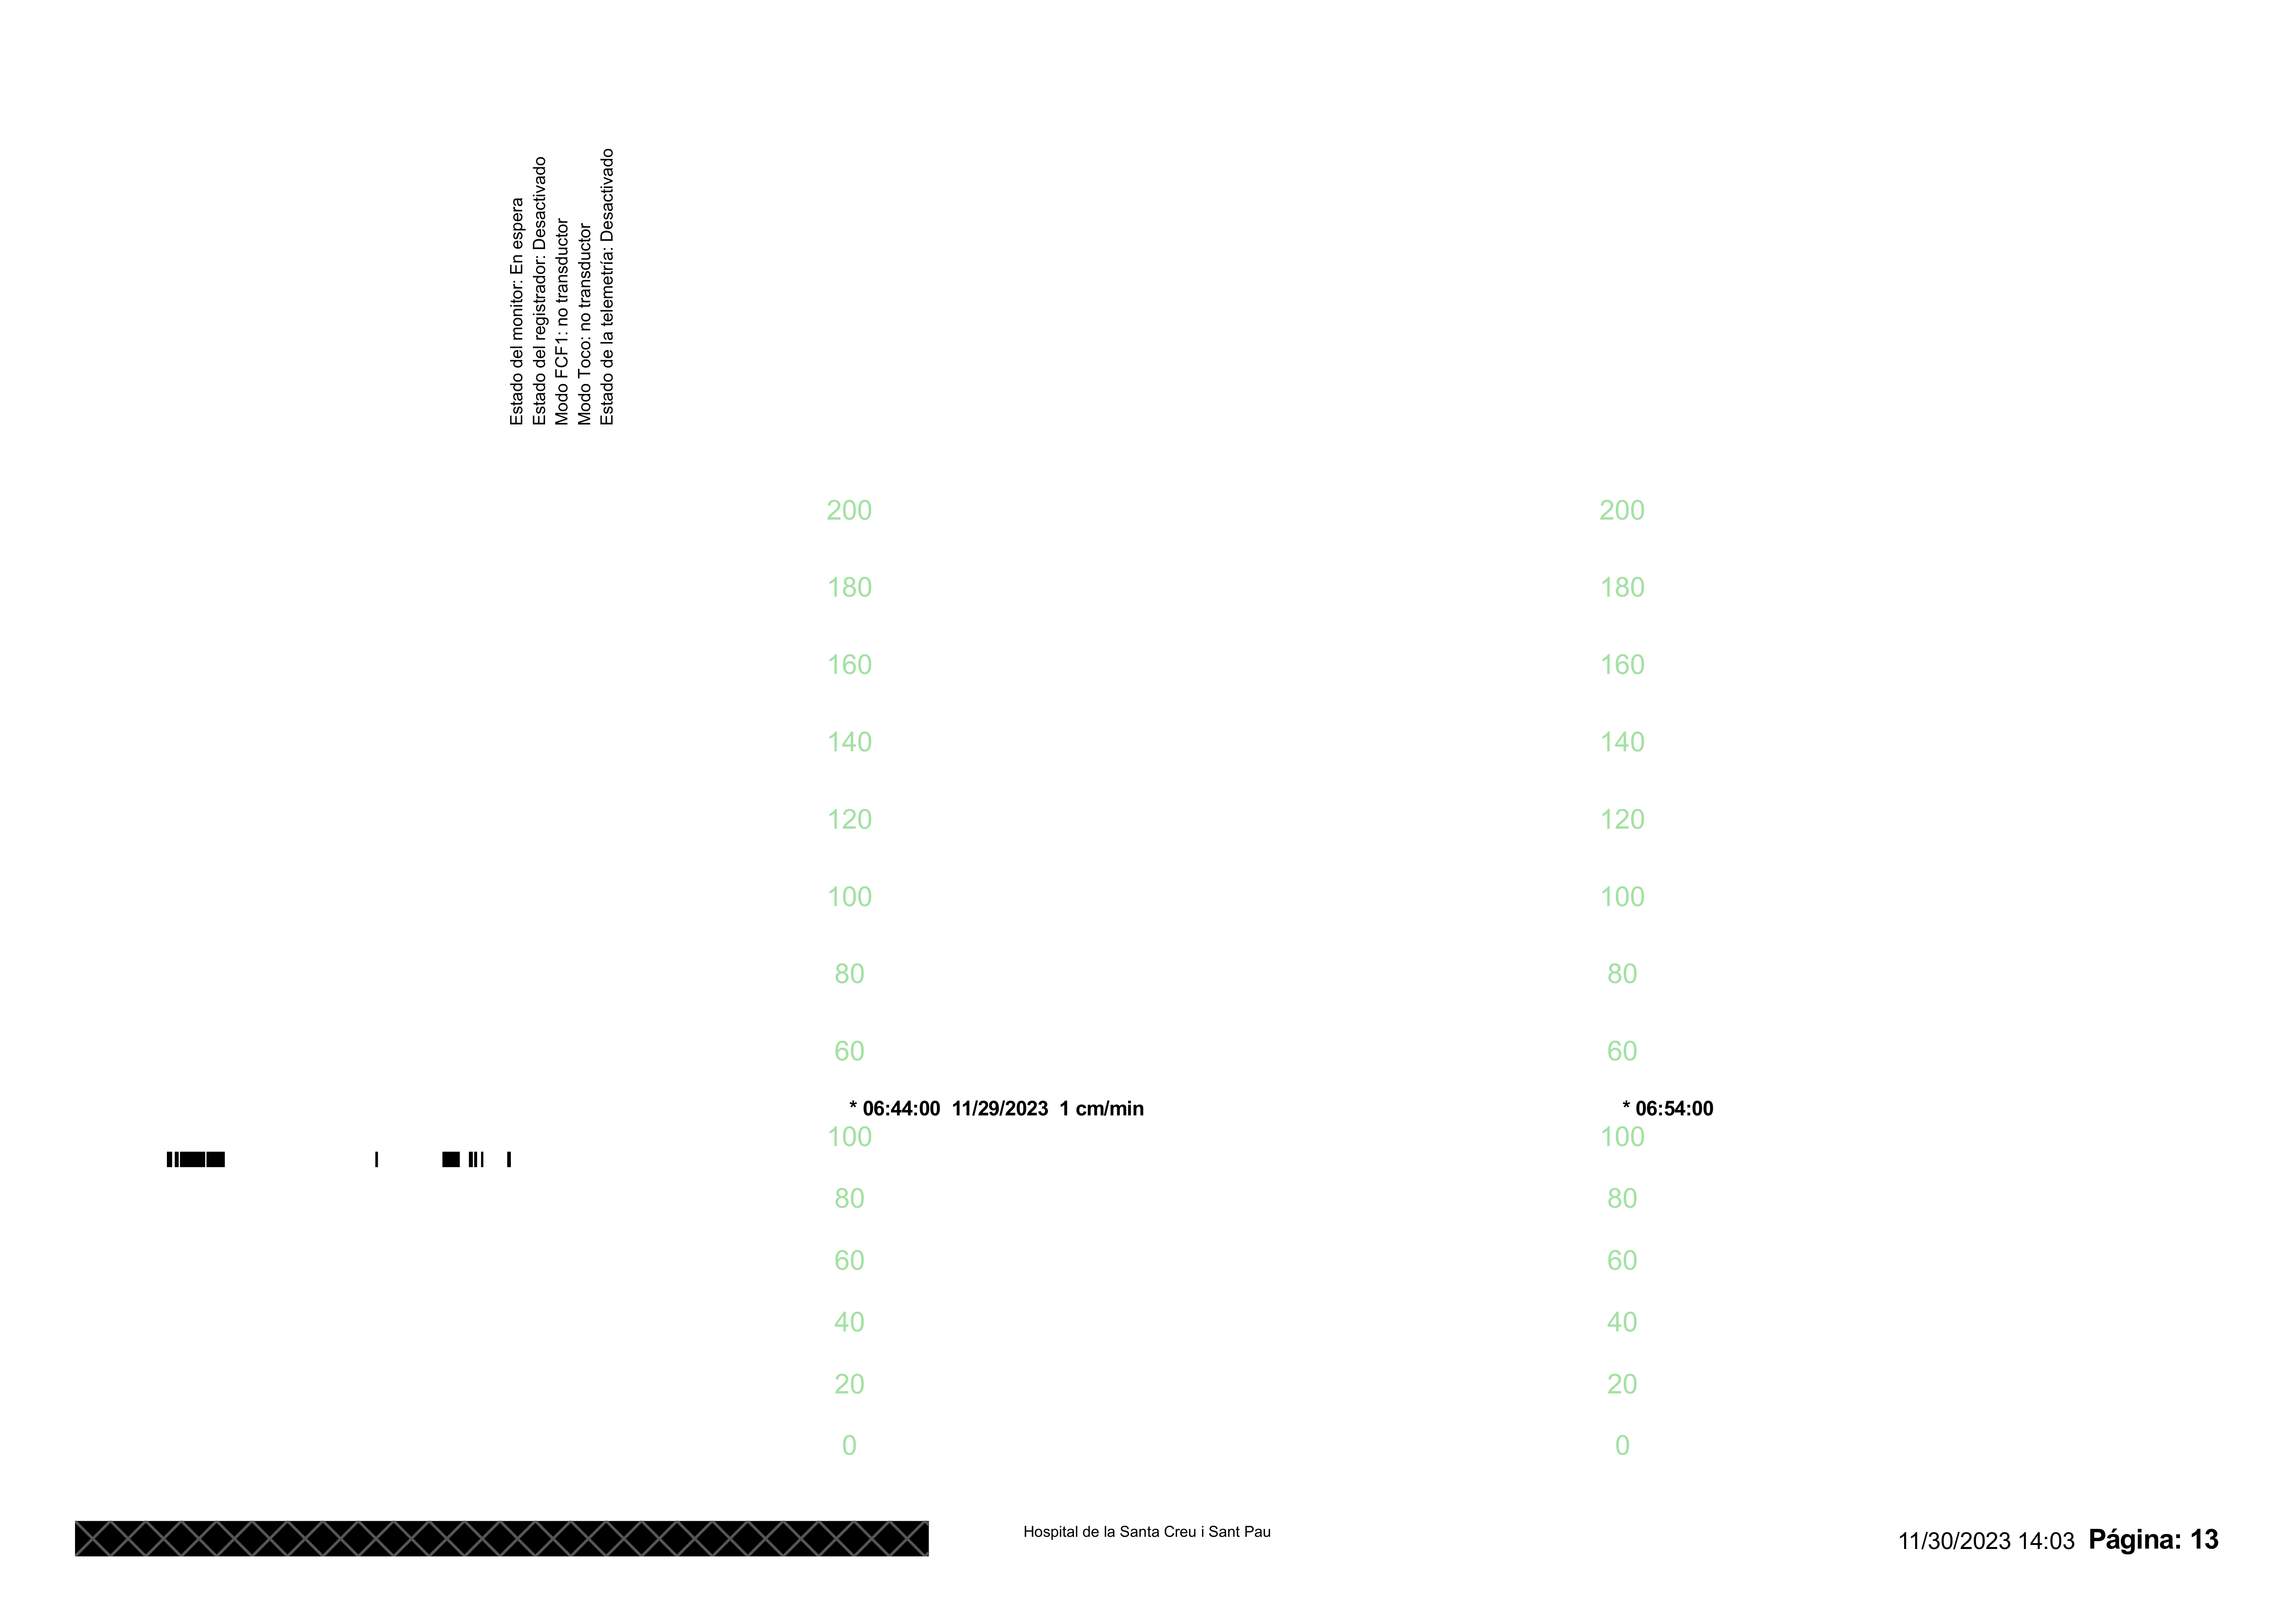 Estado del monitor: En espera
Estado del registrador: Desactivado
Modo FCF1: no transductor
Modo Toco: no transductor
Estado de la telemetría: Desactivado
200 200
180 180
160 160
140 140
120 120
100 100
80 80
60 60
* 06:44:00 11/29/2023 1 cm/min * 06:54:00
100 100
80 80
60 60
40 40
20 20
0 0
Hospital de la Santa Creu i Sant Pau
11/30/2023 14:03 Página: 13